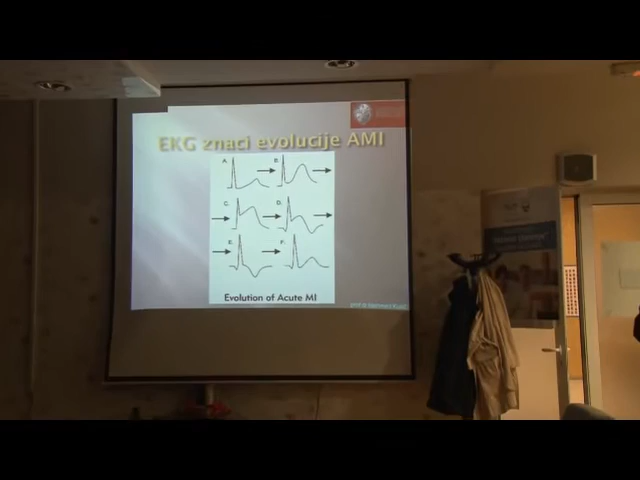 EKG znaci evolucije AMI
A.
B.
C.
D.
E.
F.
Evolution of Acute MI